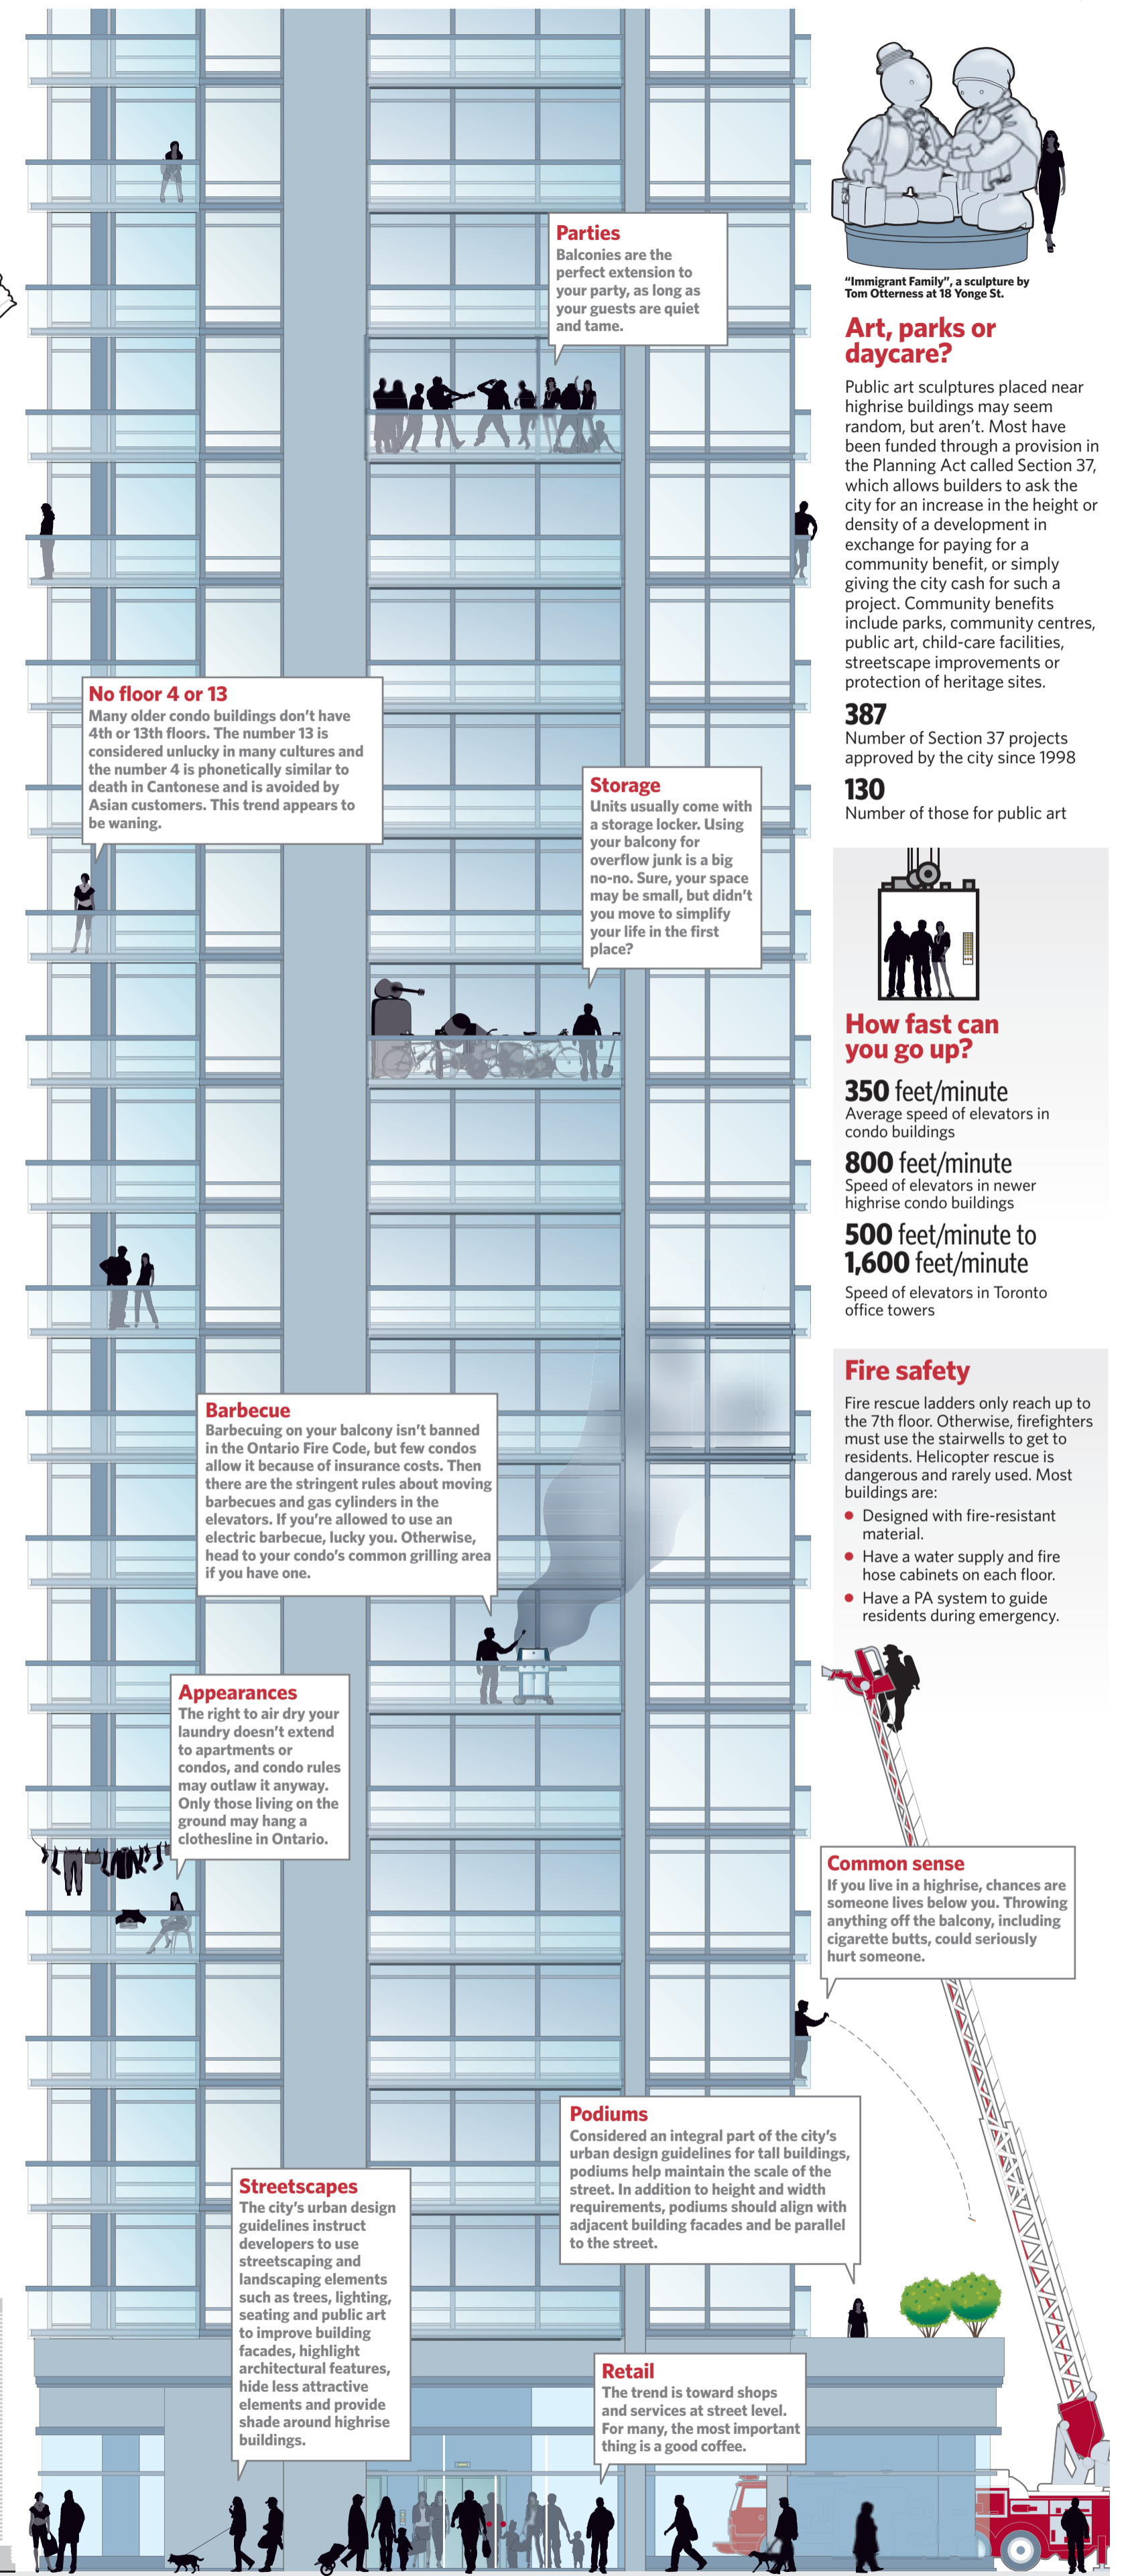 “Immigrant Family”, a sculpture by
Tom Otterness at 18 Yonge St.
Art, parks or
daycare?
Public art sculptures placed near
highrise buildings may seem
random, but aren’t. Most have
been funded through a provision in
the Planning Act called Section 37,
which allows builders to ask the
city for an increase in the height or
density of a development in
exchange for paying for a
community benefit, or simply
giving the city cash for such a
project. Community benefits
include parks, community centres,
public art, child-care facilities,
streetscape improvements or
protection of heritage sites.
387
Number of Section 37 projects
approved by the city since 1998
130
Number of those for public art
Parties
Balconies are the
perfect extension to
your party, as long as
your guests are quiet
and tame.
No floor 4 or 13
Many older condo buildings don’t have
4th or 13th floors. The number 13 is
considered unlucky in many cultures and
the number 4 is phonetically similar to
death in Cantonese and is avoided by
Asian customers. This trend appears to
be waning.
Storage
Units usually come with
a storage locker. Using
your balcony for
overflow junk is a big
no-no. Sure, your space
may be small, but didn’t
you move to simplify
your life in the first
place?
How fast can
you go up?
350 feet/minute
Average speed of elevators in
condo buildings
800 feet/minute
Speed of elevators in newer
highrise condo buildings
500 feet/minute to
1,600 feet/minute
Speed of elevators in Toronto
office towers
Fire safety
Fire rescue ladders only reach up to
the 7th floor. Otherwise, firefighters
must use the stairwells to get to
residents. Helicopter rescue is
dangerous and rarely used. Most
buildings are:
• Designed with fire-resistant
material.
• Have a water supply and fire
hose cabinets on each floor.
• Have a PA system to guide
residents during emergency.
Barbecue
Barbecuing on your balcony isn’t banned
in the Ontario Fire Code, but few condos
allow it because of insurance costs. Then
there are the stringent rules about moving
barbecues and gas cylinders in the
elevators. If you’re allowed to use an
electric barbecue, lucky you. Otherwise,
head to your condo’s common grilling area
if you have one.
Appearances
The right to air dry your
laundry doesn’t extend
to apartments or
condos, and condo rules
may outlaw it anyway.
Only those living on the
ground may hang a
clothesline in Ontario.
Common sense
If you live in a highrise, chances are
someone lives below you. Throwing
anything off the balcony, including
cigarette butts, could seriously
hurt someone.
Podiums
Considered an integral part of the city’s
urban design guidelines for tall buildings,
podiums help maintain the scale of the
street. In addition to height and width
requirements, podiums should align with
adjacent building facades and be parallel
to the street.
Streetscapes
The city’s urban design
guidelines instruct
developers to use
streetscaping and
landscaping elements
such as trees, lighting,
seating and public art
to improve building
facades, highlight
architectural features,
hide less attractive
elements and provide
shade around highrise
buildings.
Retail
The trend is toward shops
and services at street level.
For many, the most important
thing is a good coffee.